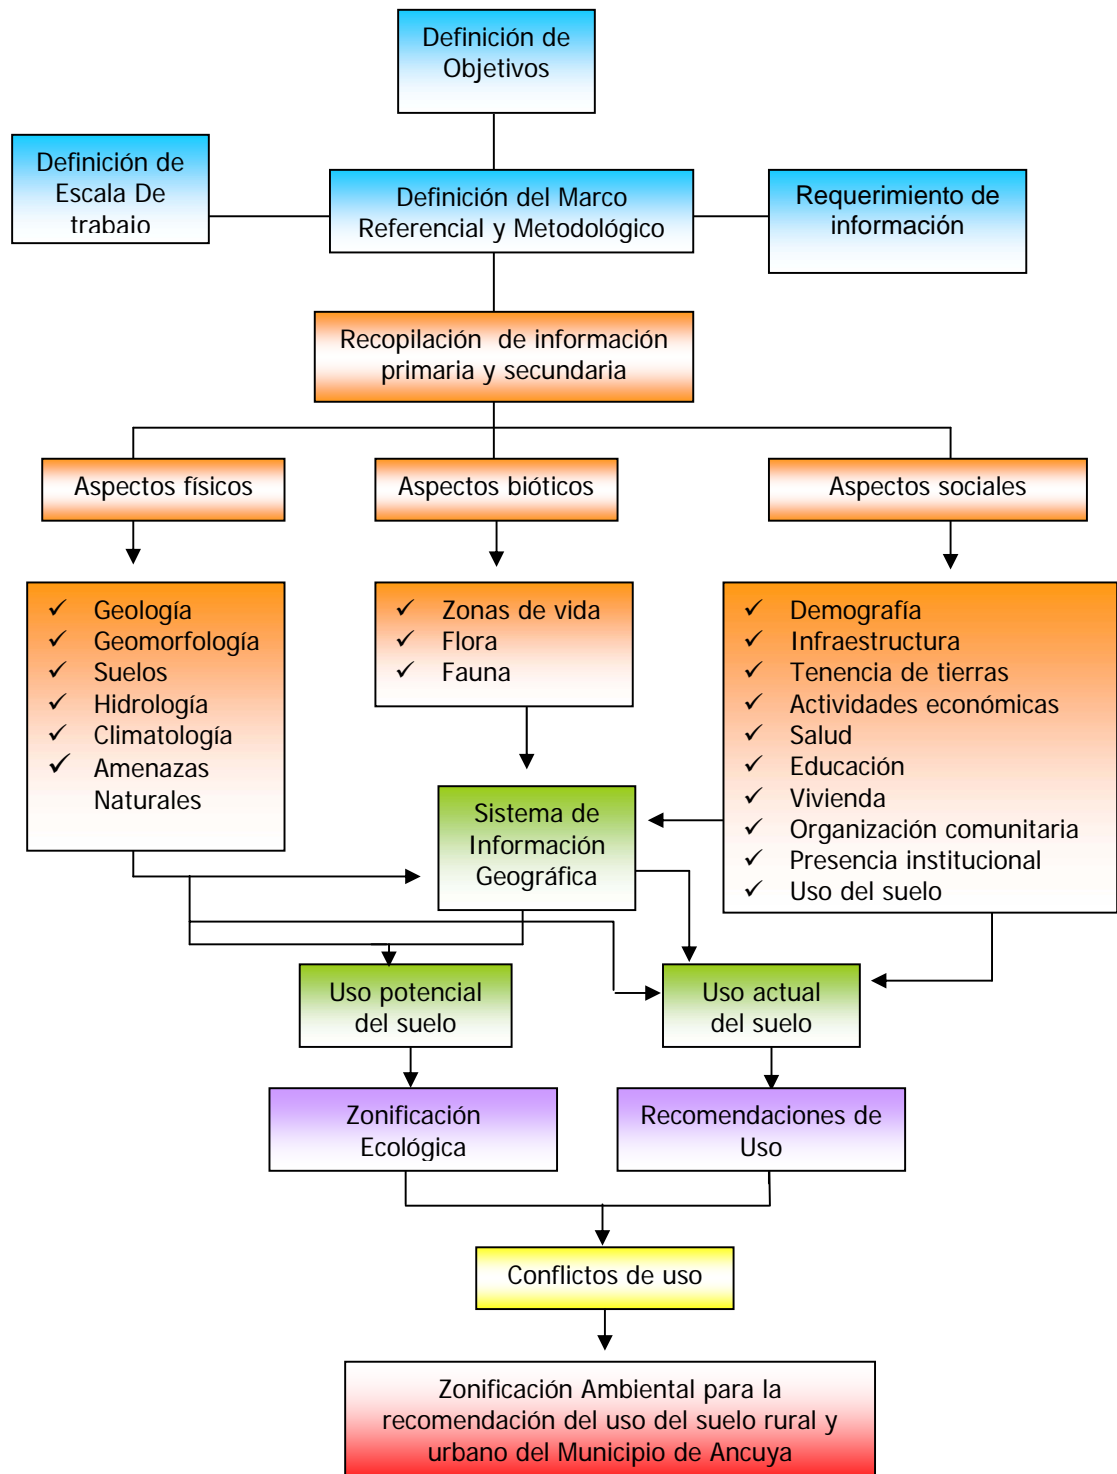 Definición de
Objetivos
Definición de
Escala De
trabajo
Definición del Marco
Referencial y Metodológico
Requerimiento de
información
Recopilación  de información
primaria y secundaria
Aspectos físicos
Aspectos bióticos
Aspectos sociales
✓ Geología
✓ Geomorfología
✓ Suelos
✓ Hidrología
✓ Climatología
✓ Amenazas
Naturales
✓ Zonas de vida
✓ Flora
✓ Fauna
✓ Demografía
✓ Infraestructura
✓ Tenencia de tierras
✓ Actividades económicas
✓ Salud
✓ Educación
✓ Vivienda
✓ Organización comunitaria
✓ Presencia institucional
✓ Uso del suelo
Sistema de
Información
Geográfica
Uso potencial
del suelo
Uso actual
del suelo
Zonificación
Ecológica
Recomendaciones de
Uso
Conflictos de uso
Zonificación Ambiental para la
recomendación del uso del suelo rural y
urbano del Municipio de Ancuya